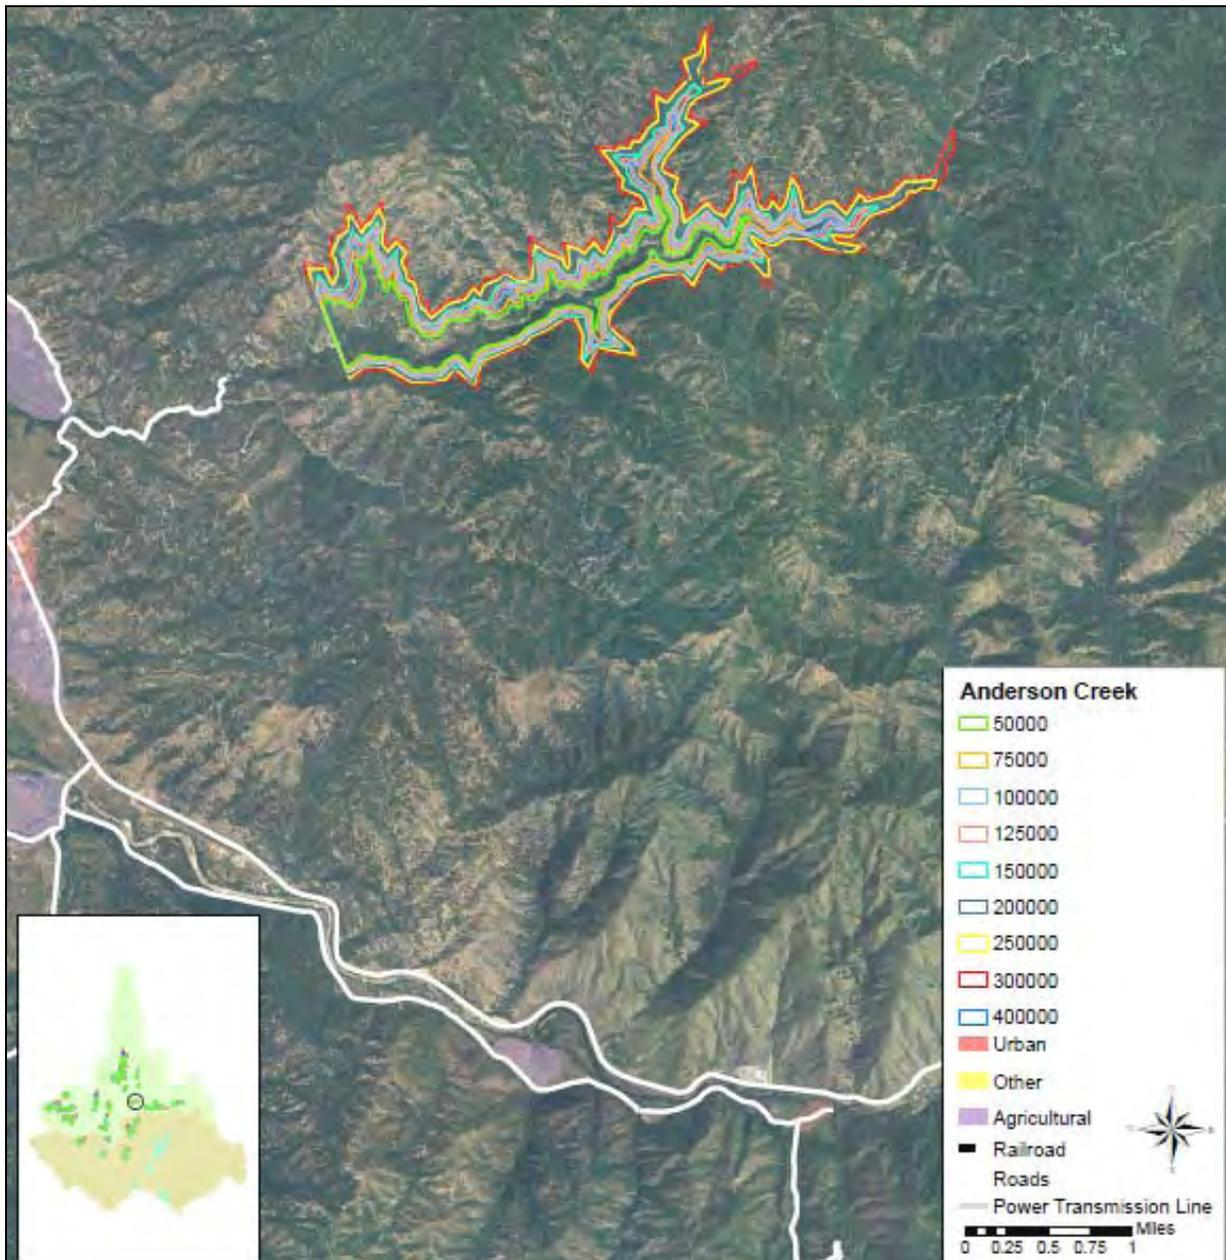 Anderson Creek
50000
75000
100000
125000
150000
200000
250000
300000
400000
Urban
Other
Agricultural
Railroad
Roads
Power Transmission Line
Miles
0 0.25 0.5 0.75 1